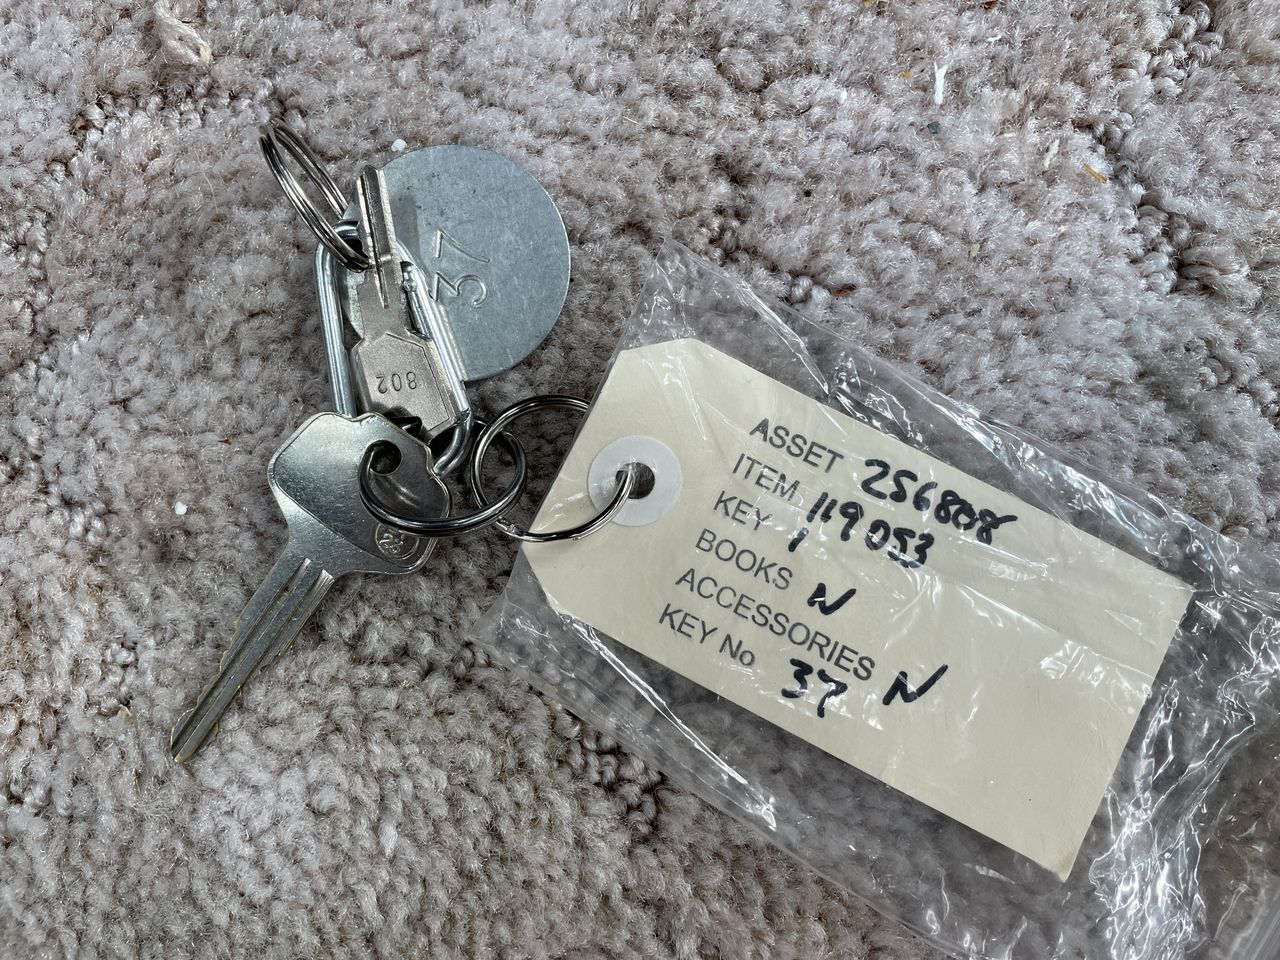 37
802
ASSET 256808
ITEM 119053
KEY 1
BOOKS N
ACCESSORIES N
KEY No 37